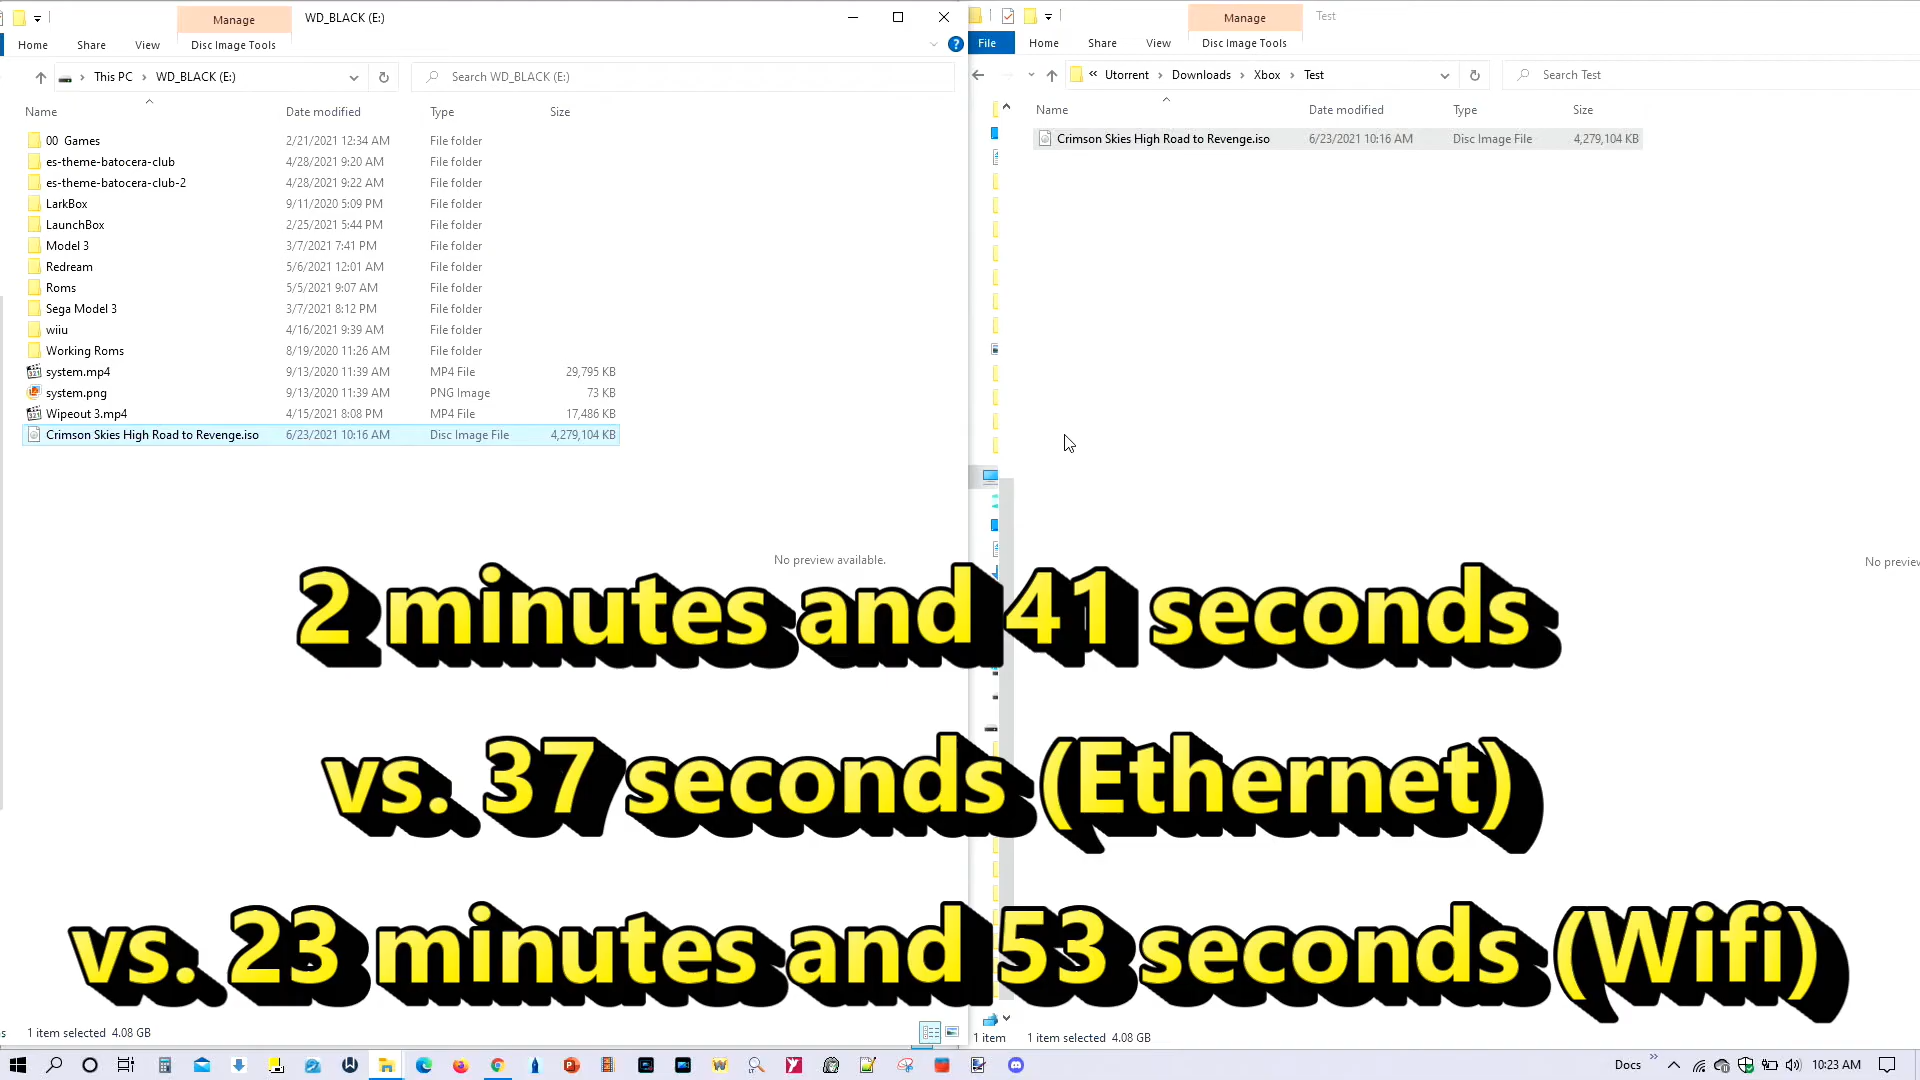 Manage
WD_BLACK (E:)
Home
Share
View
Disc Image Tools
This PC
WD_BLACK (E:)
Search WD_BLACK (E:)
Name
Date modified
Type
Size
00 Games 2/21/2021 12:34 AM File folder
es-theme-batocera-club 4/28/2021 9:20 AM File folder
es-theme-batocera-club-2 4/28/2021 9:22 AM File folder
LarkBox 9/11/2020 5:09 PM File folder
LaunchBox 2/25/2021 5:44 PM File folder
Model 3 3/7/2021 7:41 PM File folder
Redream 5/6/2021 12:01 AM File folder
Roms 5/5/2021 9:07 AM File folder
Sega Model 3 3/7/2021 8:12 PM File folder
wiiu 4/16/2021 9:39 AM File folder
Working Roms 8/19/2020 11:26 AM File folder
system.mp4 9/13/2020 11:39 AM MP4 File 29,795 KB
system.png 9/13/2020 11:39 AM PNG Image 73 KB
Wipeout 3.mp4 4/15/2021 8:08 PM MP4 File 17,486 KB
Crimson Skies High Road to Revenge.iso 6/23/2021 10:16 AM Disc Image File 4,279,104 KB
No preview available.
1 item selected 4.08 GB
Manage
Test
File
Home
Share
View
Disc Image Tools
Utorrent
Downloads
Xbox
Test
Search Test
Name
Date modified
Type
Size
Crimson Skies High Road to Revenge.iso 6/23/2021 10:16 AM Disc Image File 4,279,104 KB
No preview
1 item
1 item selected 4.08 GB
2 minutes and 41 seconds
vs. 37 seconds (Ethernet)
vs. 23 minutes and 53 seconds (Wifi)
Docs
10:23 AM